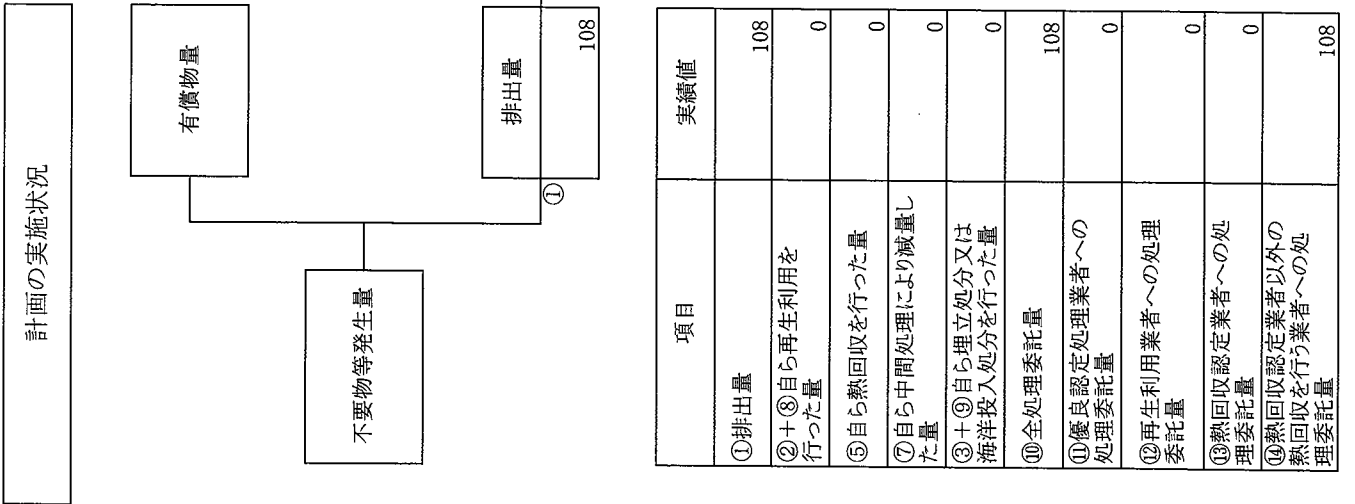 計画の実施状況
有償物量
不要物等発生量
排出量
①
108
項目
実績値
①排出量
108
②+⑧自ら再生利用を
行った量
0
⑤自ら熱回収を行った量
0
⑦自ら中間処理により減量し
た量
0
③+⑨自ら埋立処分又は
海洋投入処分を行った量
0
⑩全処理委託量
108
⑪優良認定処理業者への
処理委託量
0
⑫再生利用業者への処理
委託量
0
⑬熱回収認定業者への処
理委託量
0
⑭熱回収認定業者以外の
熱回収を行う業者への処
理委託量
108